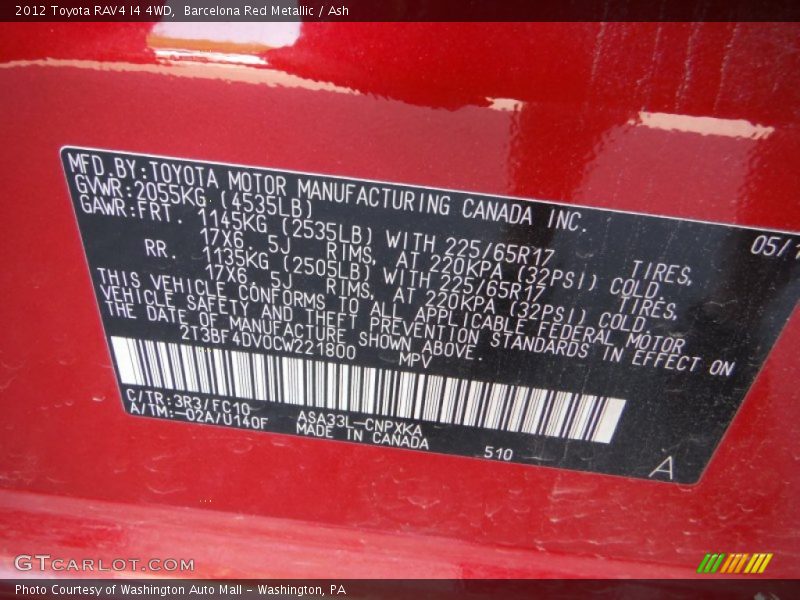 2012 Toyota RAV4 I4 4WD, Barcelona Red Metallic / Ash
MFD.BY:TOYOTA MOTOR MANUFACTURING CANADA INC.
GVWR:2055KG (4535LB) 05/1
GAWR:FRT. 1145KG (2535LB) WITH 225/65R17 TIRES,
17X6. 5J RIMS, AT 220KPA (32PSI) COLD.
RR. 1135KG (2505LB) WITH 225/65R17 TIRES,
17X6. 5J RIMS, AT 220KPA (32PSI) COLD.
THIS VEHICLE CONFORMS TO ALL APPLICABLE FEDERAL MOTOR
VEHICLE SAFETY AND THEFT PREVENTION STANDARDS IN EFFECT ON
THE DATE OF MANUFACTURE SHOWN ABOVE.
2T3BF4DV0CW221800 MPV
C/TR:3R3/FC10 ASA33L-CNPXKA
A/TM:-02A/U140F MADE IN CANADA 510 A
GTCARLOT.COM
Photo Courtesy of Washington Auto Mall - Washington, PA